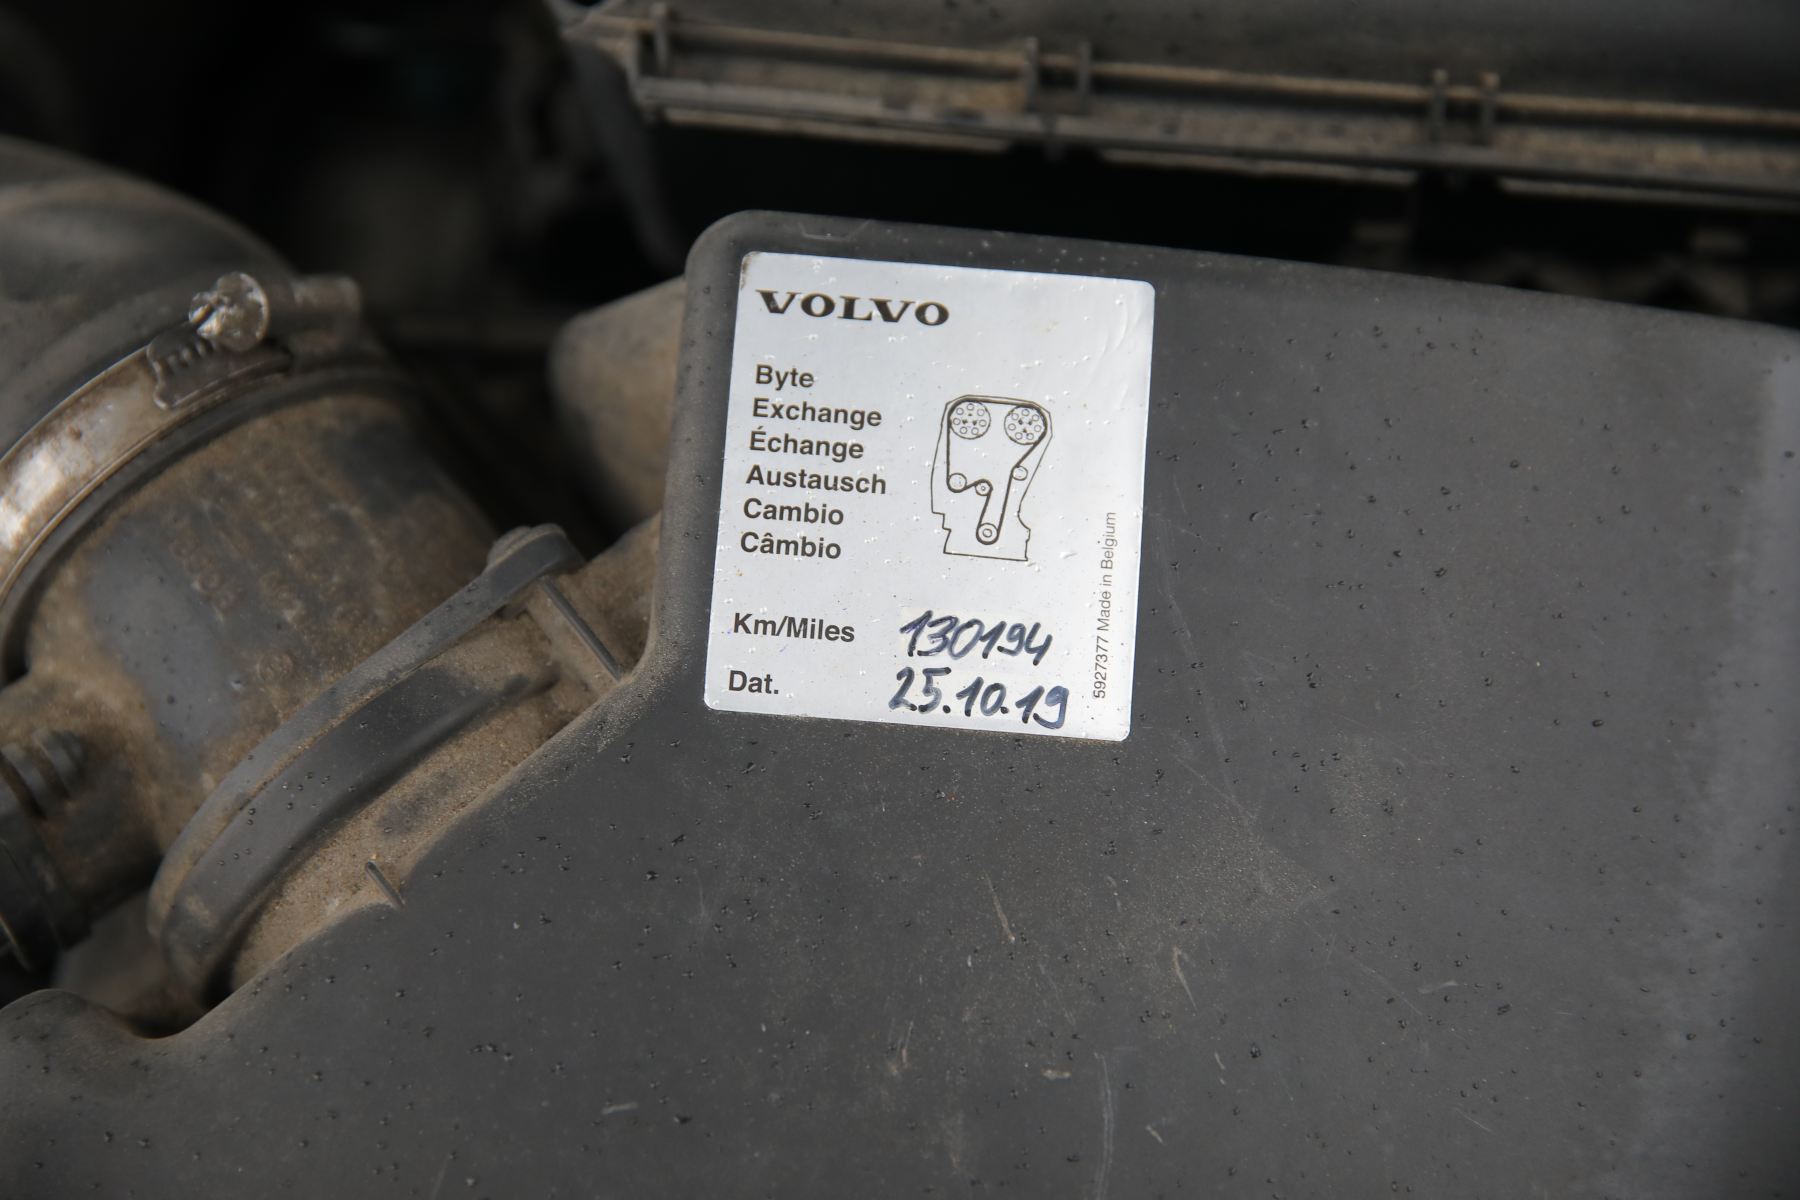 VOLVO
Byte
Exchange
Échange
Austausch
Cambio
Câmbio
Km/Miles 130194
Dat. 25.10.19
5927377 Made in Belgium